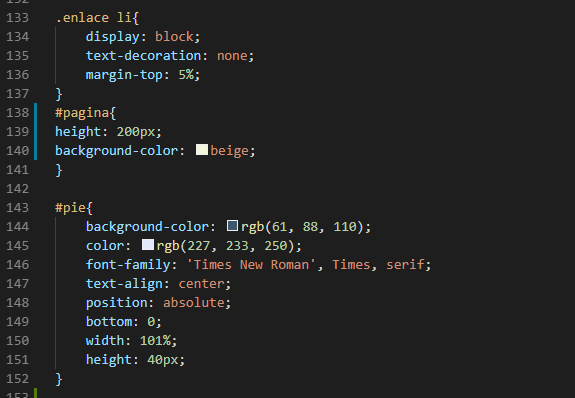 132
133 .enlace li{
134 display: block;
135 text-decoration: none;
136 margin-top: 5%;
137 }
138 #pagina{
139 height: 200px;
140 background-color: beige;
141 }
142
143 #pie{
144 background-color: rgb(61, 88, 110);
145 color: rgb(227, 233, 250);
146 font-family: 'Times New Roman', Times, serif;
147 text-align: center;
148 position: absolute;
149 bottom: 0;
150 width: 101%;
151 height: 40px;
152 }
153